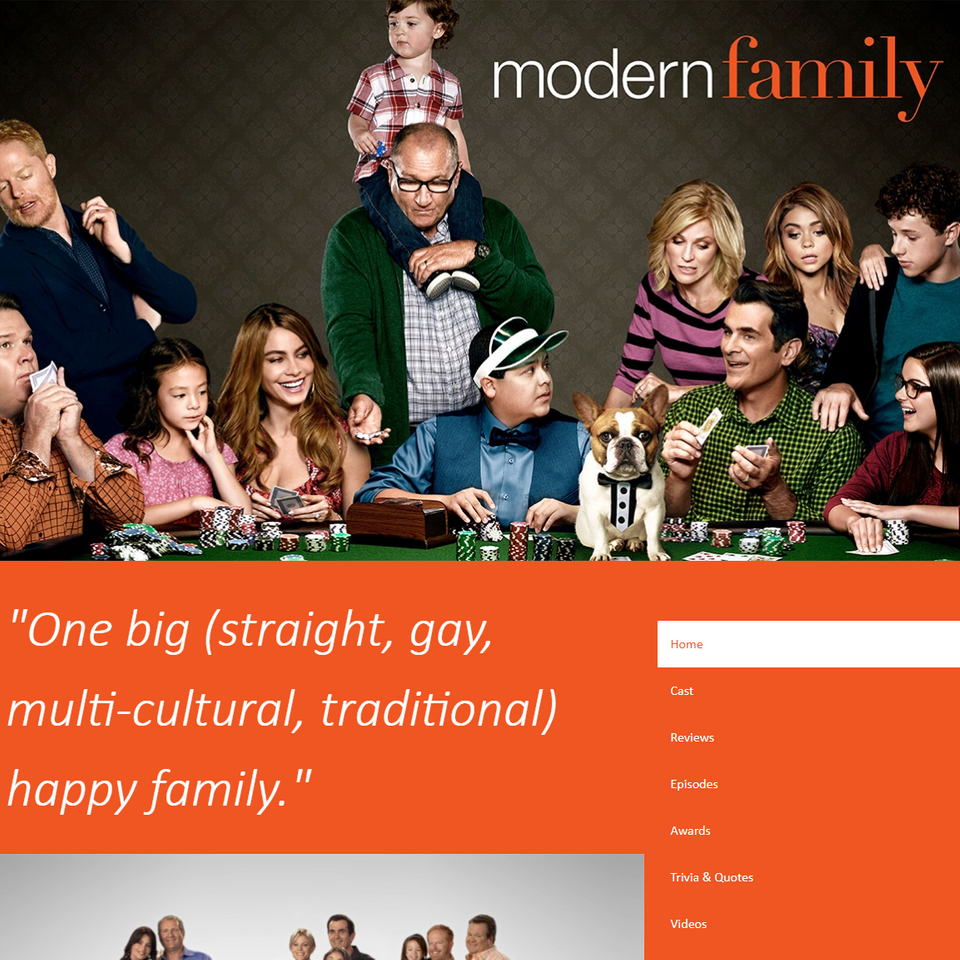 modern family
"One big (straight, gay,
multi-cultural, traditional)
happy family."
Home
Cast
Reviews
Episodes
Awards
Trivia & Quotes
Videos